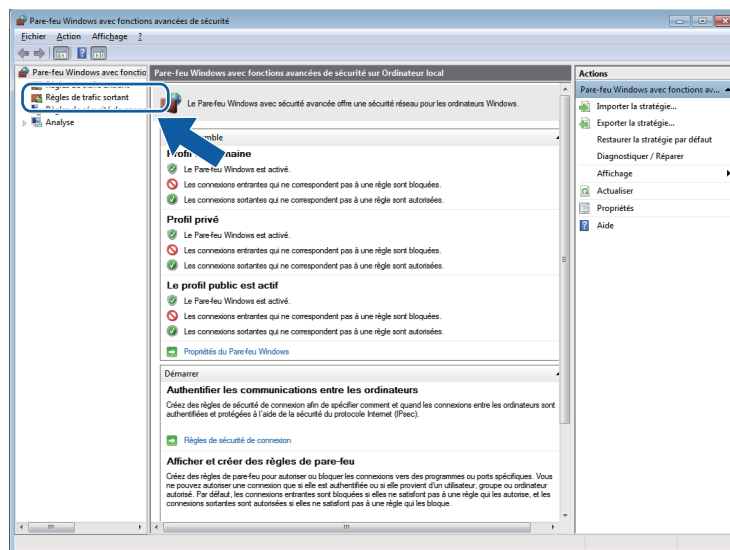 Pare-feu Windows avec fonctions avancées de sécurité
Fichier Action Affichage ?
Pare-feu Windows avec fonctio
Règles de trafic sortant
Analyse
Pare-feu Windows avec fonctions avancées de sécurité sur Ordinateur local
Le Pare-feu Windows avec sécurité avancée offre une sécurité réseau pour les ordinateurs Windows.
Le Pare-feu Windows est activé.
Les connexions entrantes qui ne correspondent pas à une règle sont bloquées.
Les connexions sortantes qui ne correspondent pas à une règle sont autorisées.
Profil privé
Le Pare-feu Windows est activé.
Les connexions entrantes qui ne correspondent pas à une règle sont bloquées.
Les connexions sortantes qui ne correspondent pas à une règle sont autorisées.
Le profil public est actif
Le Pare-feu Windows est activé.
Les connexions entrantes qui ne correspondent pas à une règle sont bloquées.
Les connexions sortantes qui ne correspondent pas à une règle sont autorisées.
Propriétés du Pare-feu Windows
Démarrer
Authentifier les communications entre les ordinateurs
Créez des règles de sécurité de connexion afin de spécifier comment et quand les connexions entre les ordinateurs sont
authentifiées et protégées à l'aide de la sécurité du protocole Internet (IPsec).
Règles de sécurité de connexion
Afficher et créer des règles de pare-feu
Créez des règles de pare-feu pour autoriser ou bloquer les connexions vers des programmes ou ports spécifiques. Vous
ne pouvez autoriser une connexion que si elle est authentifiée ou si elle provient d'un utilisateur, groupe ou ordinateur
autorisé. Par défaut, les connexions entrantes sont bloquées si elles ne satisfont pas à une règle qui les autorise, et les
connexions sortantes sont autorisées si elles ne satisfont pas à une règle qui les bloque.
Actions
Pare-feu Windows avec fonctions av...
Importer la stratégie...
Exporter la stratégie...
Restaurer la stratégie par défaut
Diagnostiquer / Réparer
Affichage
Actualiser
Propriétés
Aide